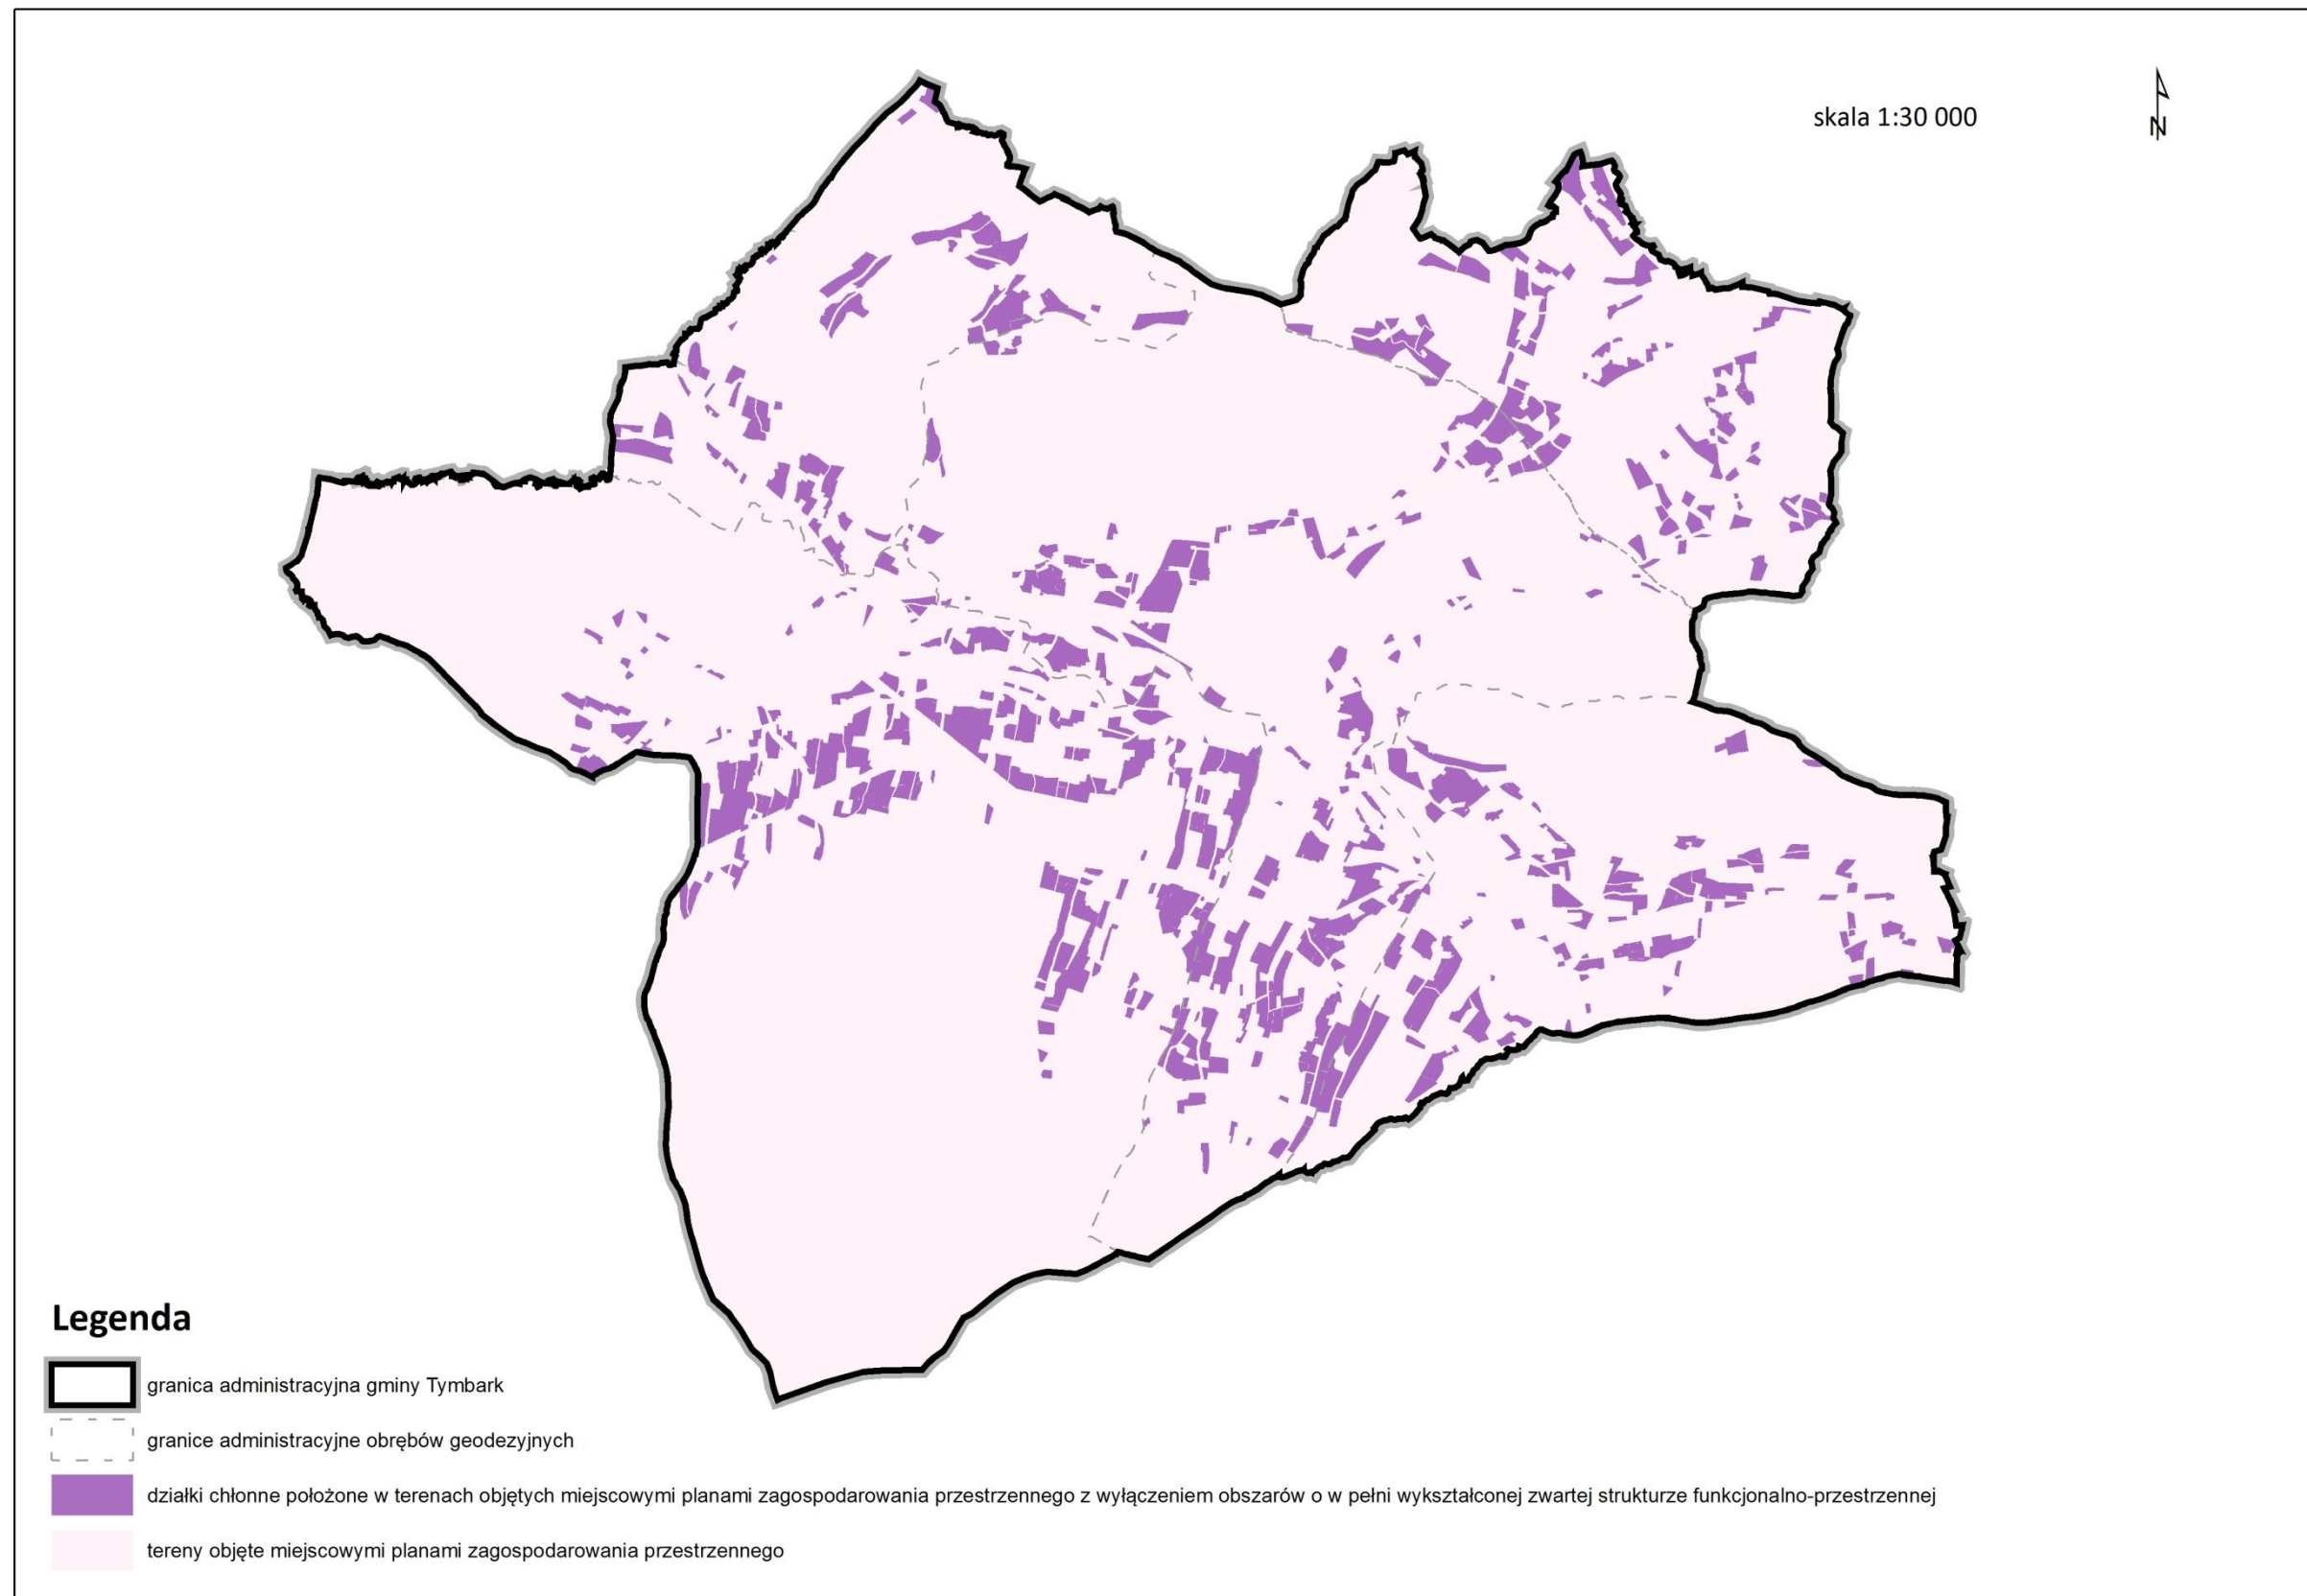 skala 1:30 000
N
Legenda
granica administracyjna gminy Tymbark
granice administracyjne obrębów geodezyjnych
działki chłonne położone w terenach objętych miejscowymi planami zagospodarowania przestrzennego z wyłączeniem obszarów o w pełni wykształconej zwartej strukturze funkcjonalno-przestrzennej
tereny objęte miejscowymi planami zagospodarowania przestrzennego